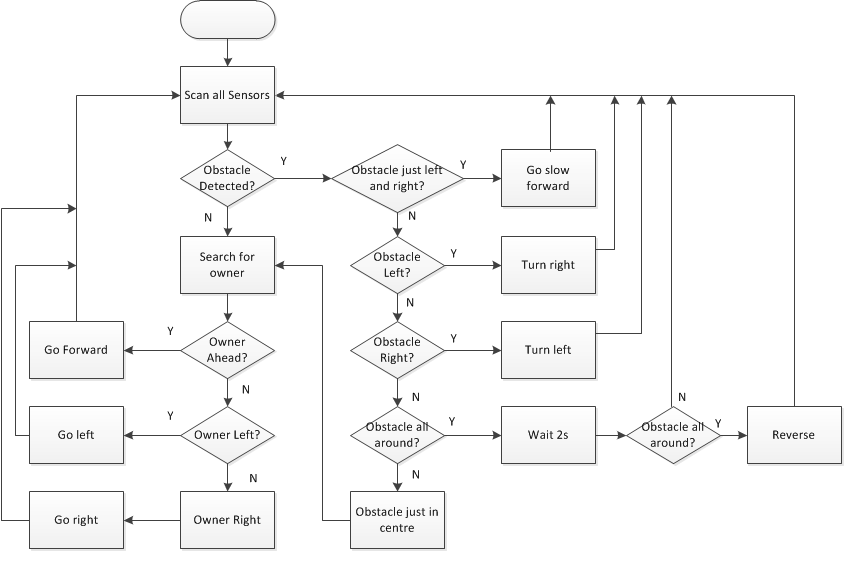 Scan all Sensors
Obstacle
Detected?
Y
N
Obstacle just left
and right?
Y
N
Go slow
forward
Search for
owner
Obstacle
Left?
Y
N
Turn right
Go Forward
Y
Owner
Ahead?
N
Obstacle
Right?
Y
N
Turn left
Go left
Y
Owner Left?
N
Obstacle all
around?
Y
N
Wait 2s
Obstacle all
around?
N
Y
Reverse
Go right
Owner Right
Obstacle just in
centre